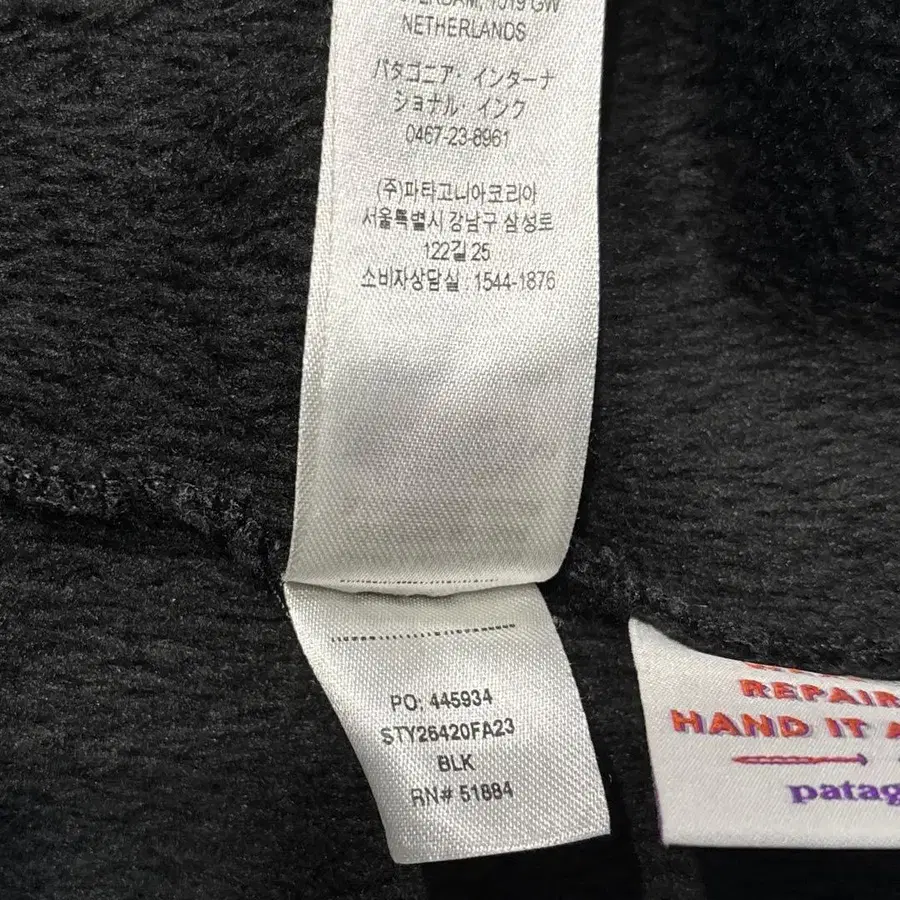 1019 GW
NETHERLANDS
パタゴニア・インターナ
ショナル・インク
0467-23-8961
(주)파타고니아코리아
서울특별시 강남구 삼성로
122길 25
소비자상담실 : 1544-1876
PO: 445934
STY26420FA23
BLK
RN# 51884
REPAIR
HAND IT
patag